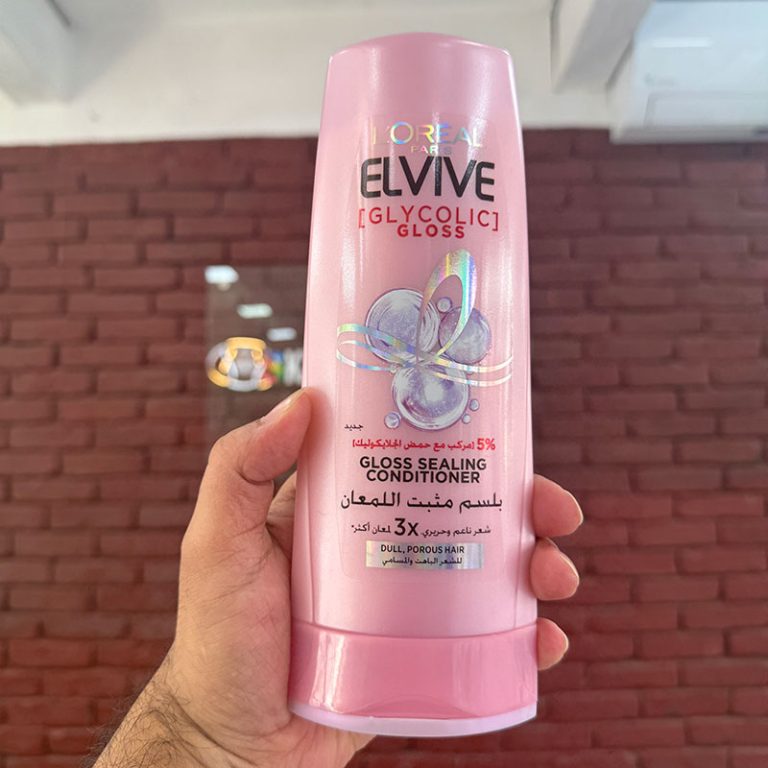 L'ORÉAL
PARIS
ELVIVE
[GLYCOLIC]
GLOSS
جديد
5% [مركب مع حمض الجلايكوليك]
GLOSS SEALING
CONDITIONER
بلسم مثبت اللمعان
شعر ناعم وحريري. 3X لمعان أكثر*
DULL, POROUS HAIR
للشعر الباهت والمسامي